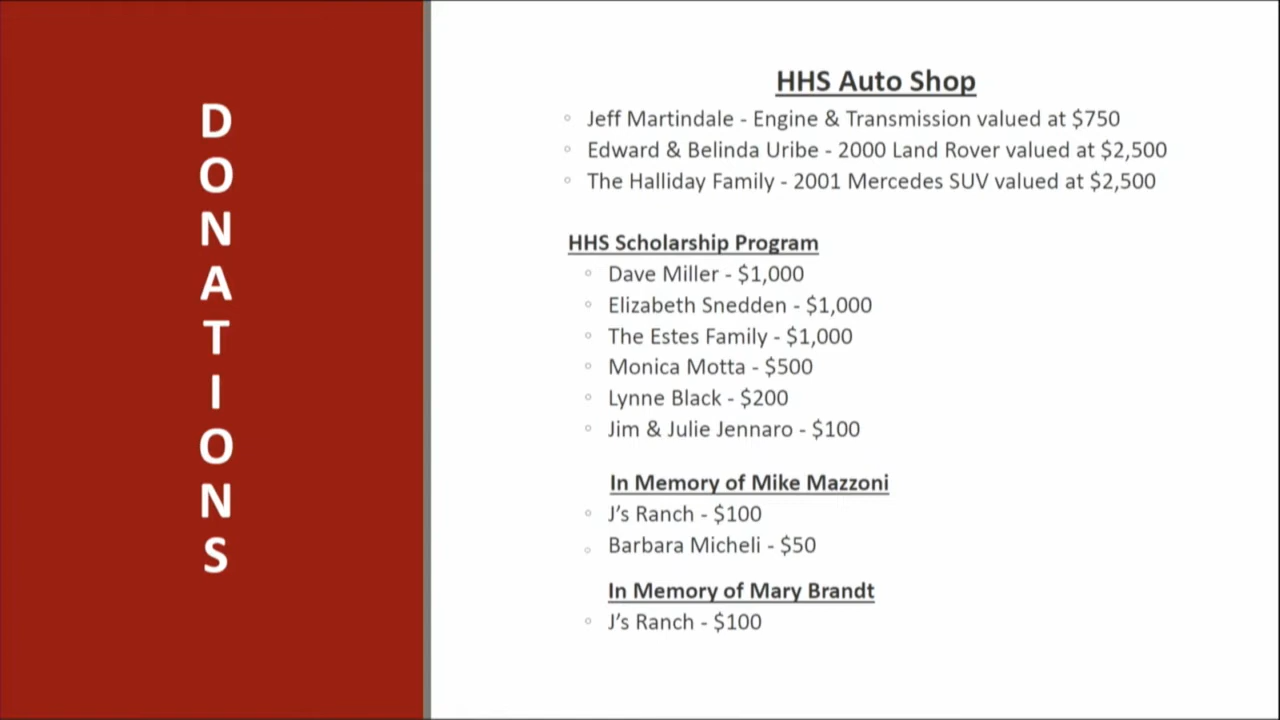 DONATIONS
HHS Auto Shop
Jeff Martindale - Engine & Transmission valued at $750
Edward & Belinda Uribe - 2000 Land Rover valued at $2,500
The Halliday Family - 2001 Mercedes SUV valued at $2,500
HHS Scholarship Program
Dave Miller - $1,000
Elizabeth Snedden - $1,000
The Estes Family - $1,000
Monica Motta - $500
Lynne Black - $200
Jim & Julie Jennaro - $100
In Memory of Mike Mazzoni
J’s Ranch - $100
Barbara Micheli - $50
In Memory of Mary Brandt
J’s Ranch - $100